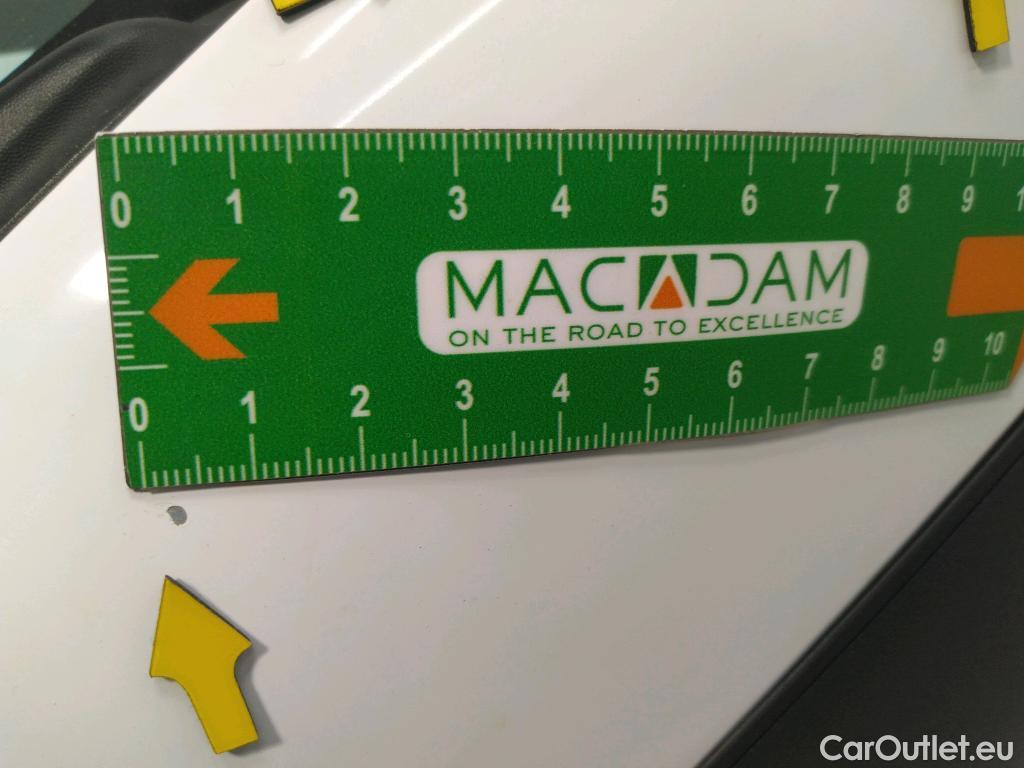 0 1 2 3 4 5 6 7 8 9 1
MACADAM
ON THE ROAD TO EXCELLENCE
0 1 2 3 4 5 6 7 8 9 10
CarOutlet.eu